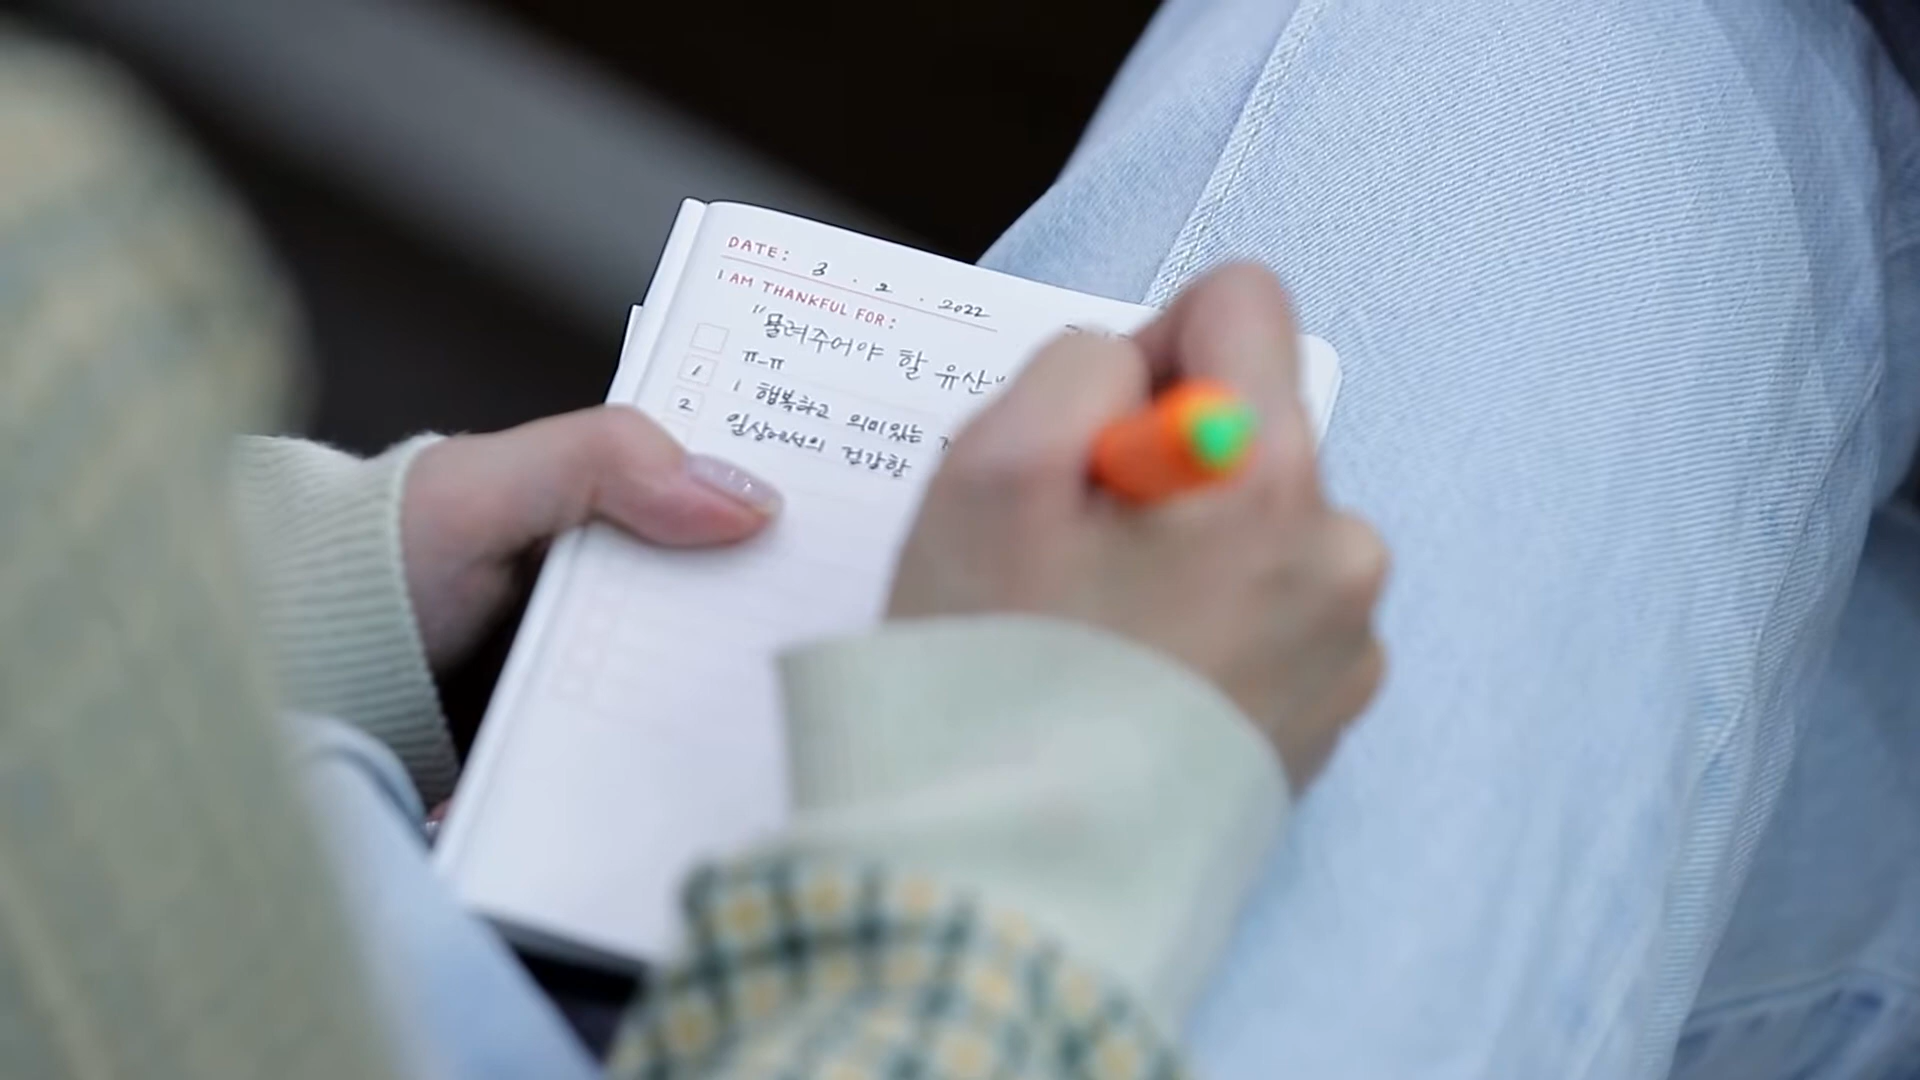 DATE: 3 . 2 . 2022
I AM THANKFUL FOR:
"물려주어야 할 유산"
ㅠ_ㅠ
1 1 행복하고 의미있는
2 일상에서의 건강한